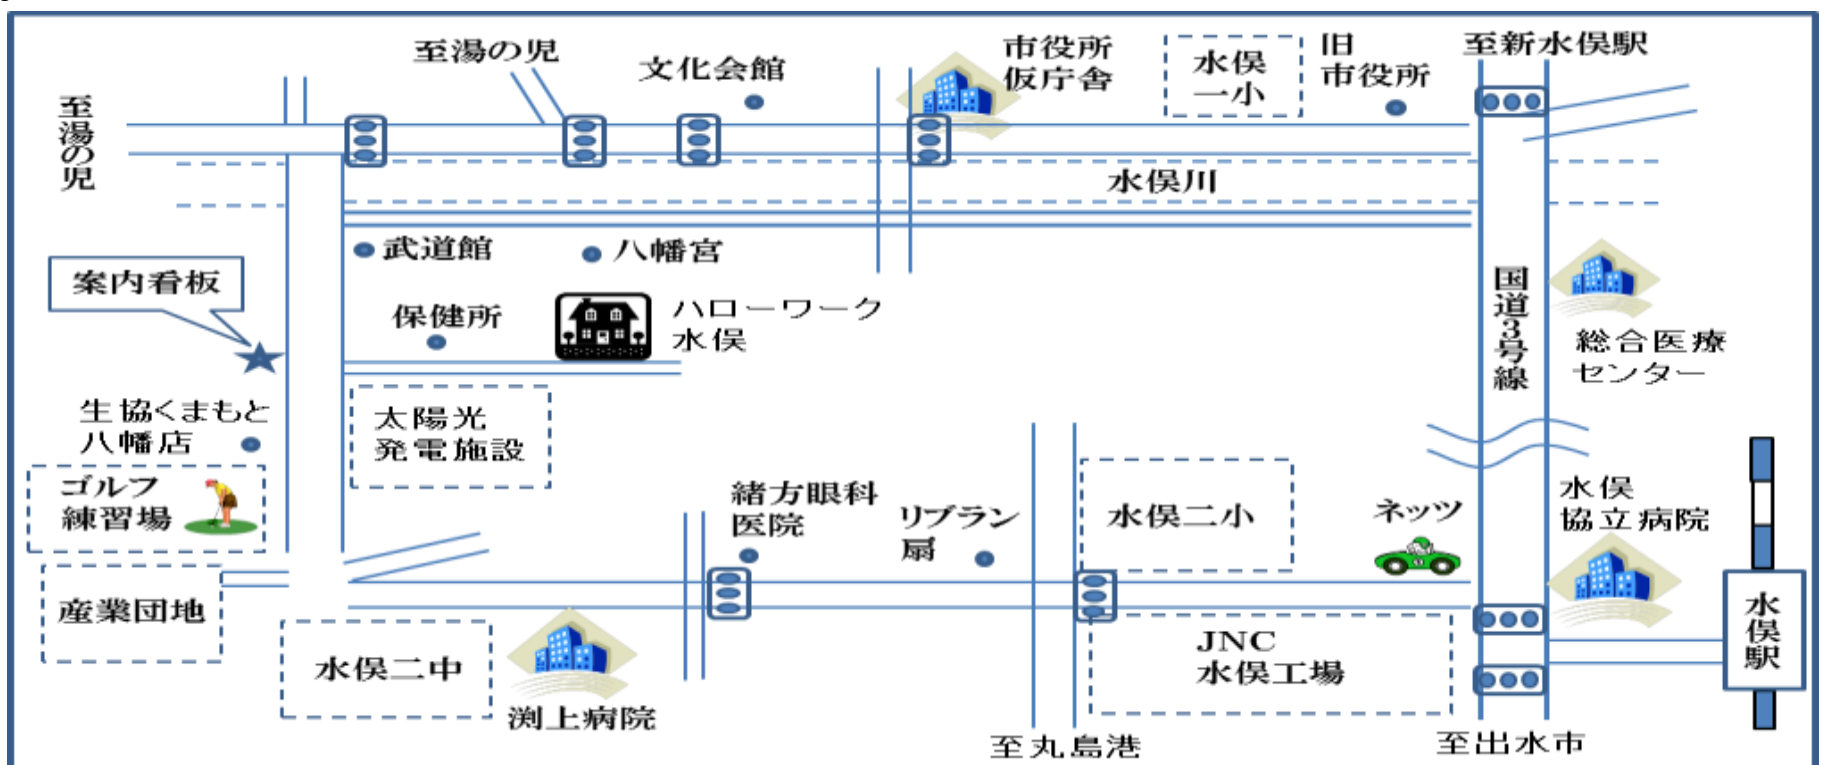 至湯の児
至湯の児
文化会館
市役所
仮庁舎
水俣
一小
旧
市役所
至新水俣駅
水俣川
武道館
八幡宮
案内看板
保健所
ハローワーク
水俣
国道3号線
総合医療
センター
生協くまもと
八幡店
太陽光
発電施設
ゴルフ
練習場
緒方眼科
医院
リブラン
扇
水俣二小
ネッツ
水俣
協立病院
産業団地
水俣二中
渕上病院
JNC
水俣工場
水俣駅
至丸島港
至出水市